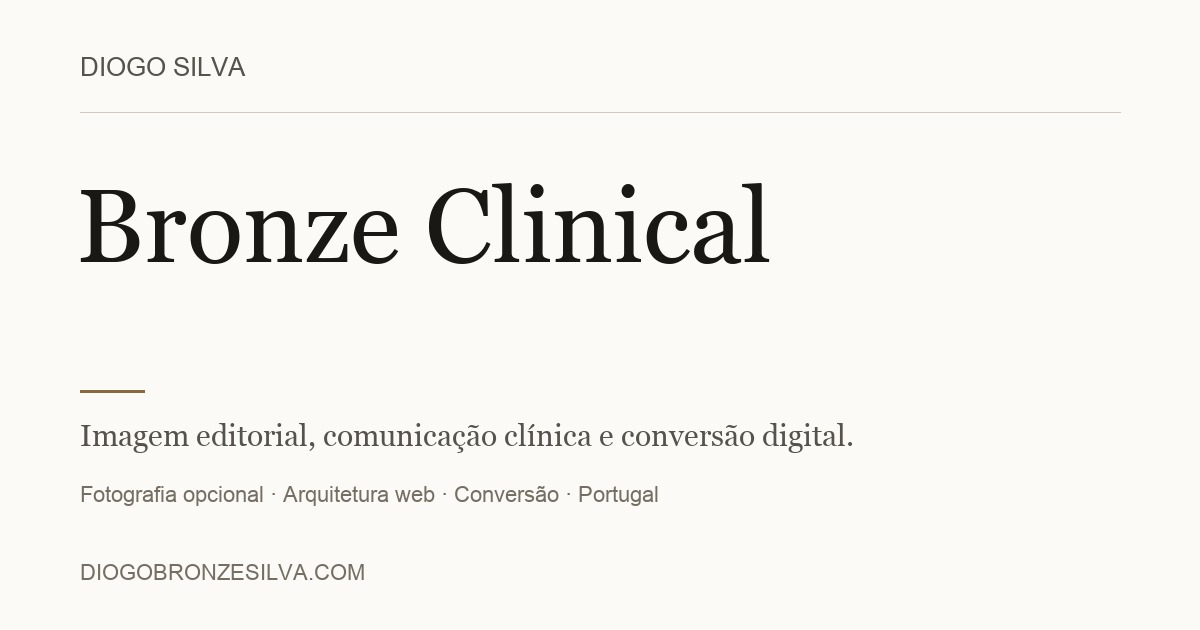 DIOGO SILVA
Bronze Clinical
Imagem editorial, comunicação clínica e conversão digital.
Fotografia opcional · Arquitetura web · Conversão · Portugal
DIOGOBRONZESILVA.COM